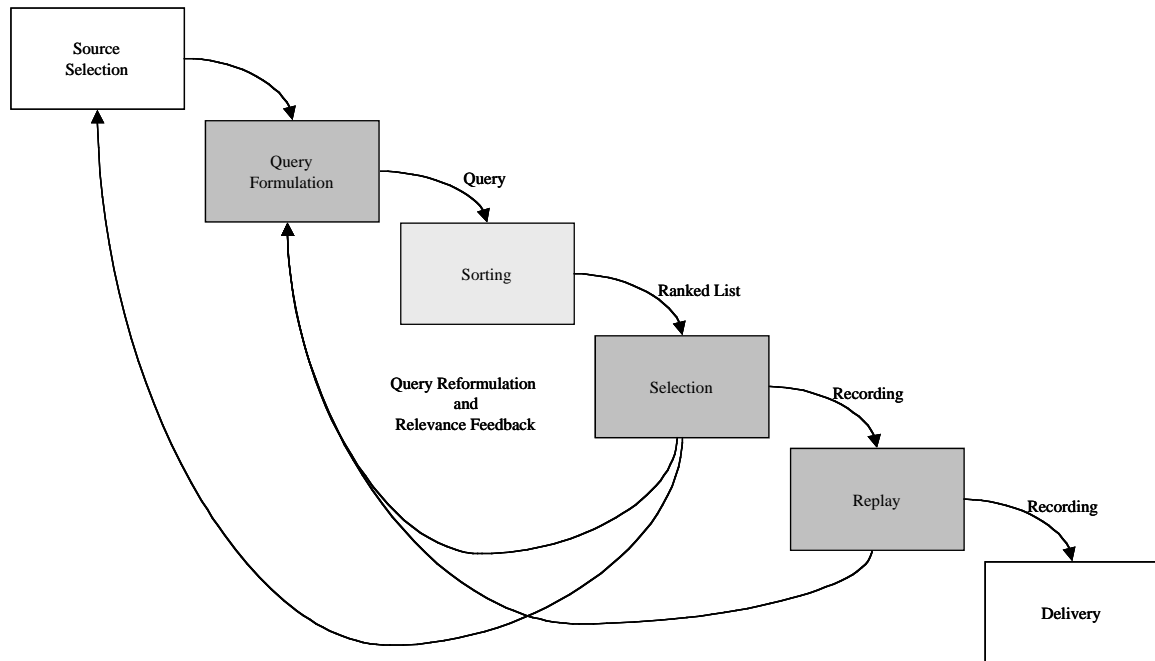 Source
Selection
Query
Formulation
Query
Sorting
Ranked List
Query Reformulation
and
Relevance Feedback
Selection
Recording
Replay
Recording
Delivery